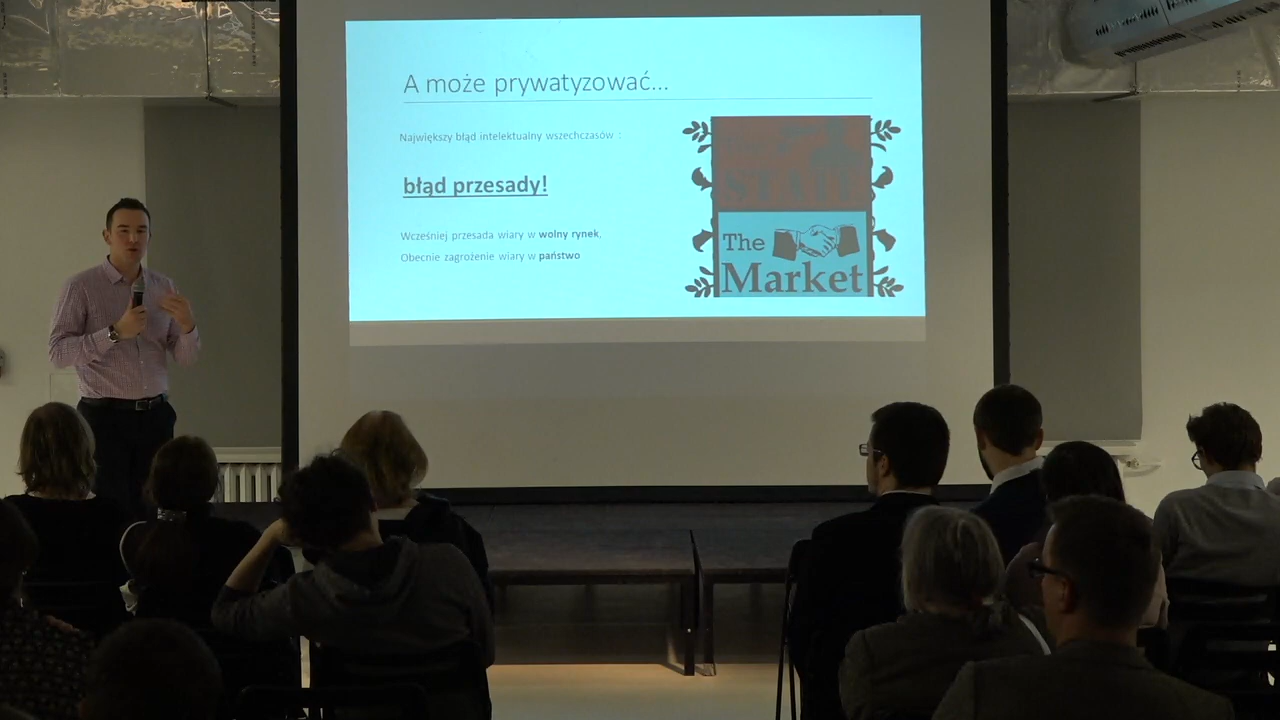 A może prywatyzować...
Największy błąd intelektualny wszechczasów :
błąd przesady!
Wcześniej przesada wiary w wolny rynek,
Obecnie zagrożenie wiary w państwo
The
Market